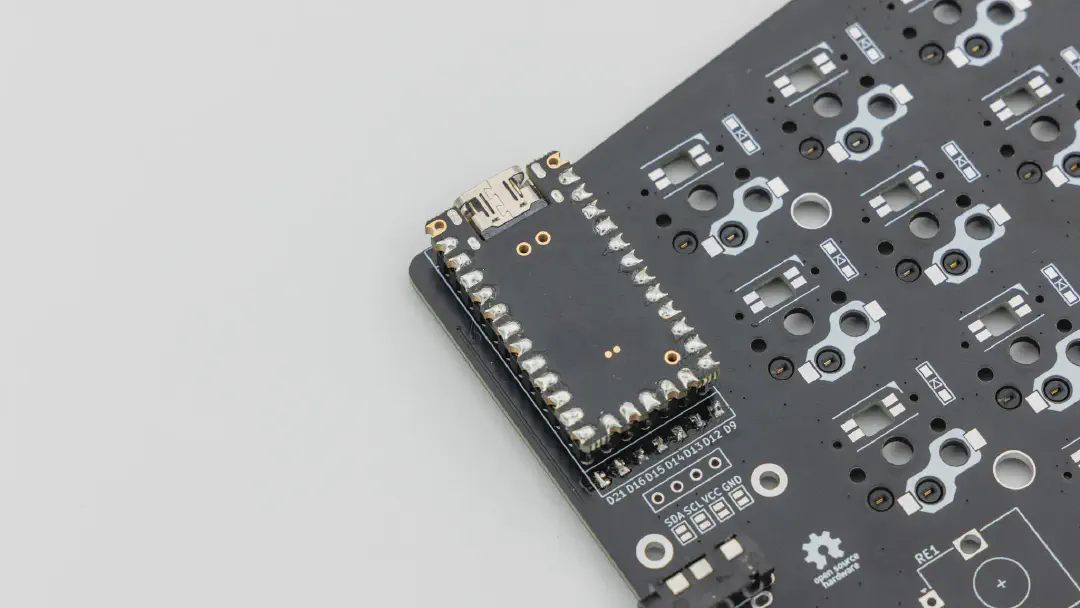 D21 D16 D15 D14 D13 D12 D9
SDA SCL VCC GND
open source
hardware
RE1